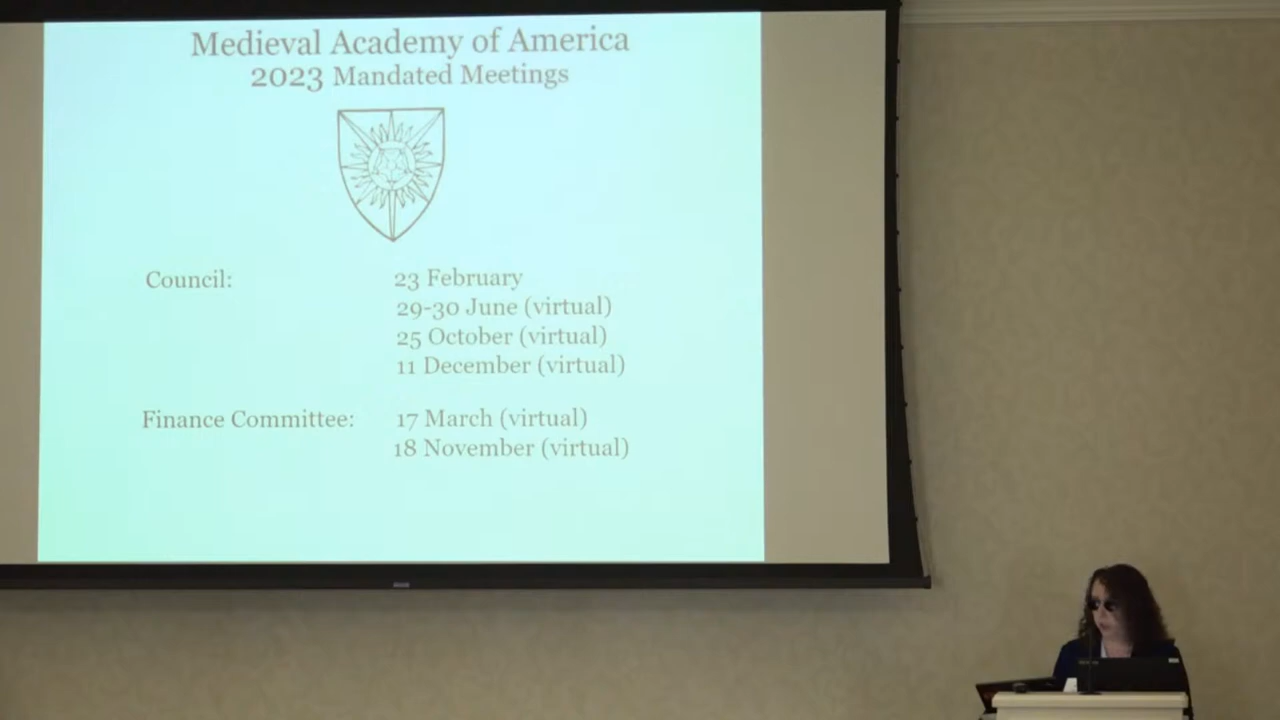 Medieval Academy of America
2023 Mandated Meetings
Council: 23 February
29-30 June (virtual)
25 October (virtual)
11 December (virtual)
Finance Committee: 17 March (virtual)
18 November (virtual)